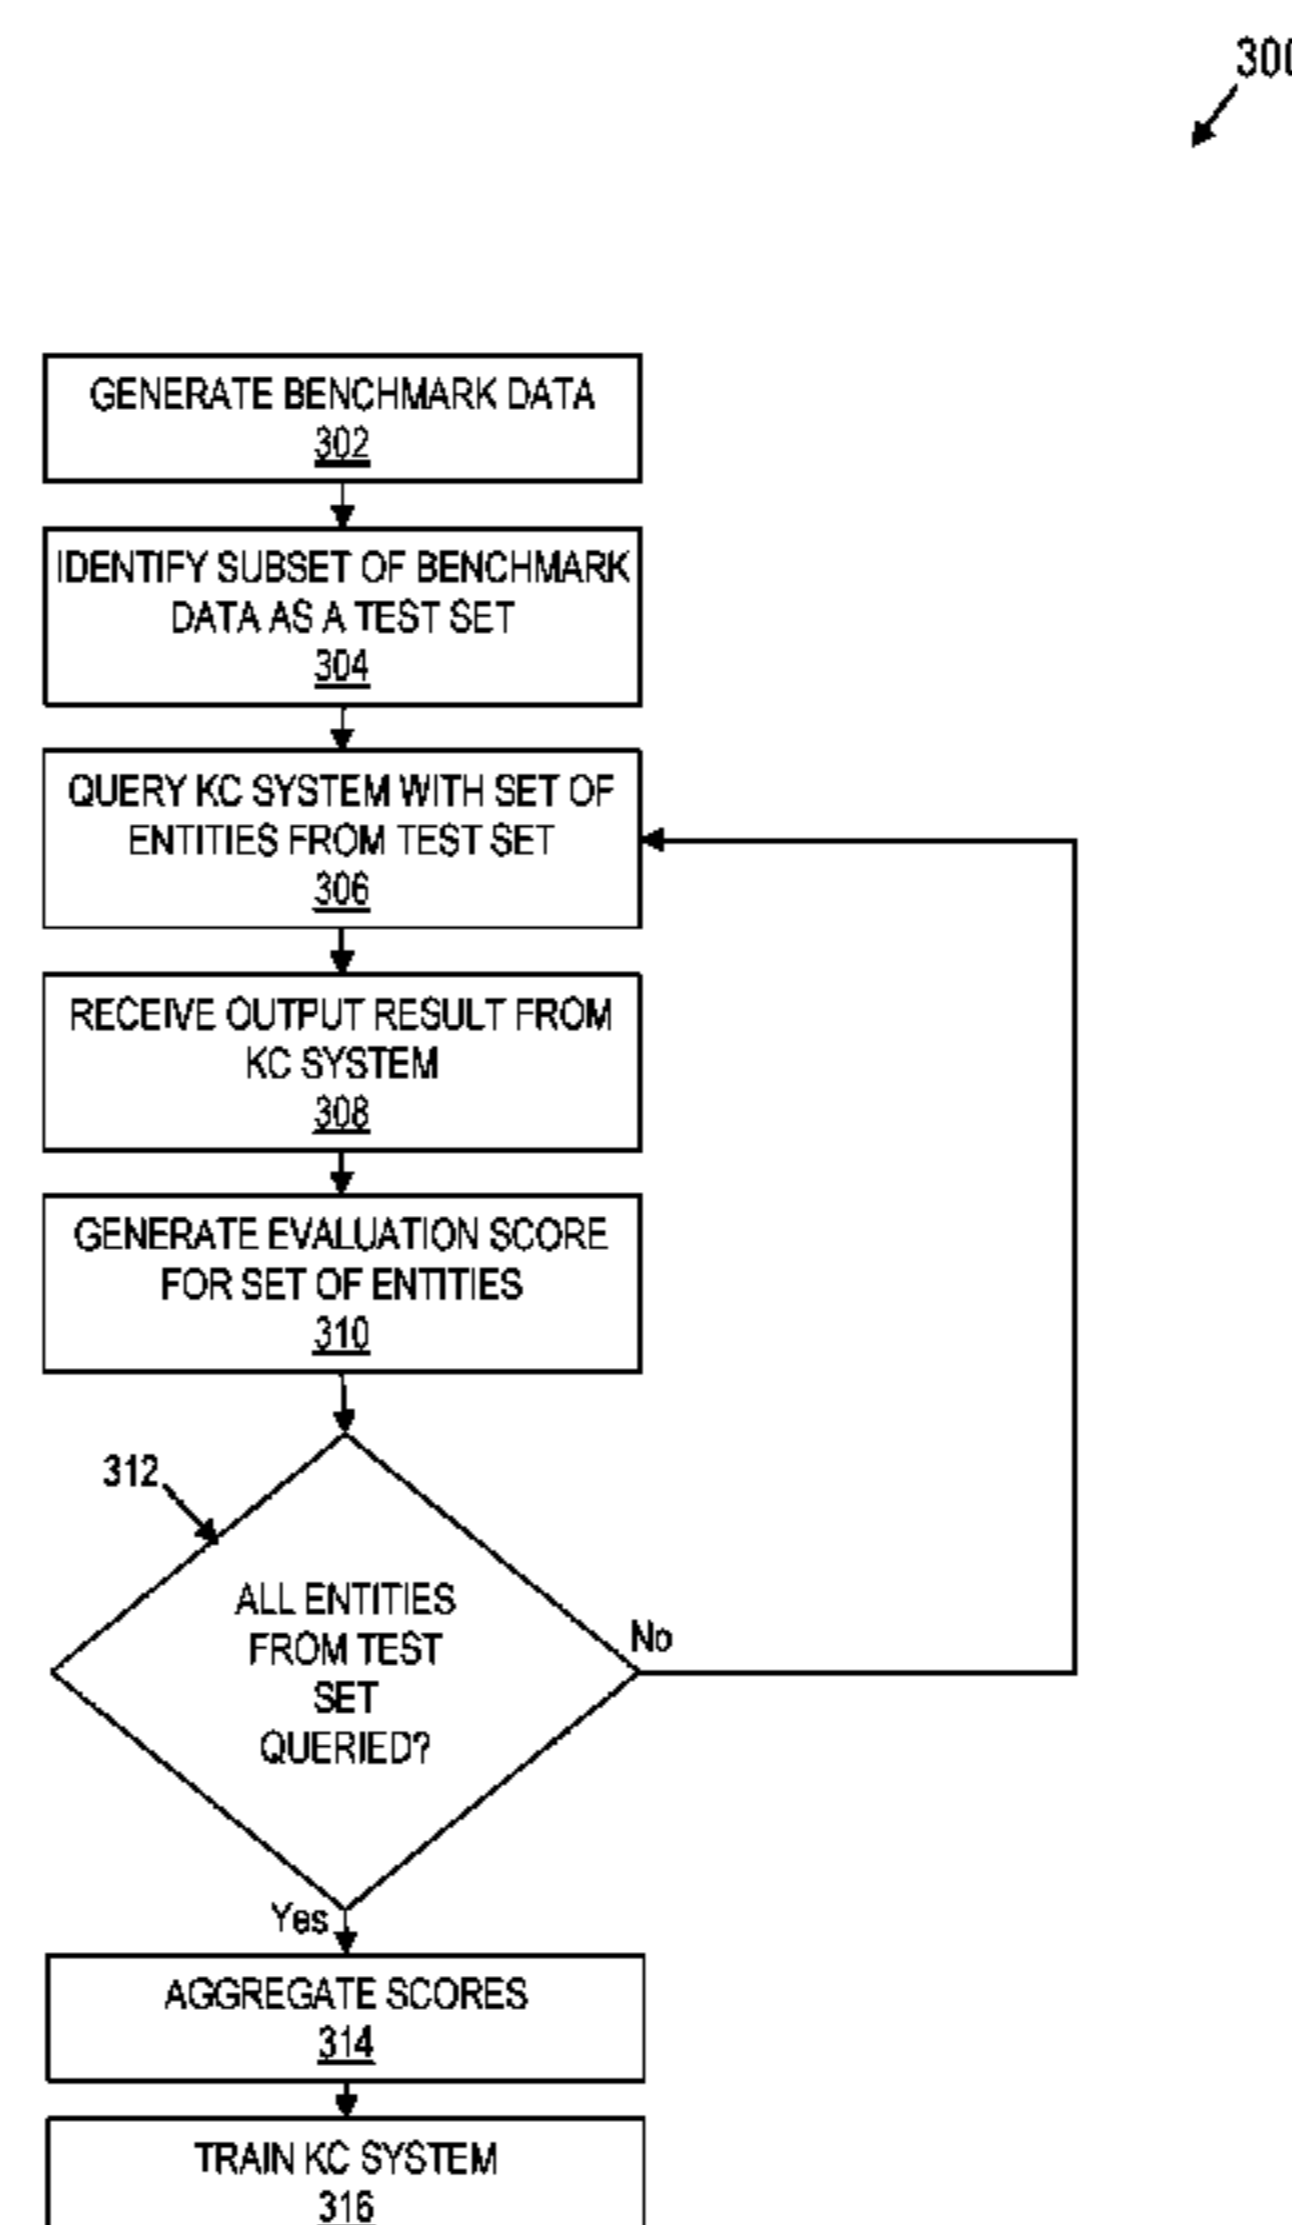 300
GENERATE BENCHMARK DATA
302
IDENTIFY SUBSET OF BENCHMARK
DATA AS A TEST SET
304
QUERY KC SYSTEM WITH SET OF
ENTITIES FROM TEST SET
306
RECEIVE OUTPUT RESULT FROM
KC SYSTEM
308
GENERATE EVALUATION SCORE
FOR SET OF ENTITIES
310
312
ALL ENTITIES
FROM TEST
SET
QUERIED?
No
Yes
AGGREGATE SCORES
314
TRAIN KC SYSTEM
316